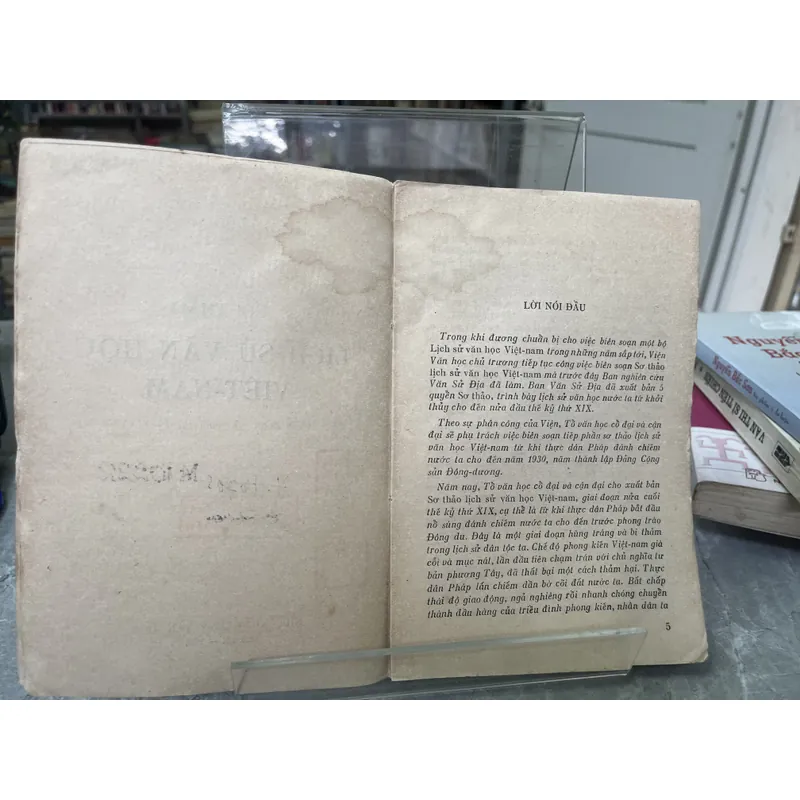 LỜI NÓI ĐẦU
Trong khi đương chuẩn bị cho việc biên soạn một bộ
Lịch sử văn học Việt-nam trong những năm sắp tới, Viện
Văn học chủ trương tiếp tục công việc biên soạn Sơ thảo
lịch sử văn học Việt-nam mà trước đây Ban nghiên cứu
Văn Sử Địa đã làm. Ban Văn Sử Địa đã xuất bản 5
quyển Sơ thảo, trình bày lịch sử văn học nước ta từ khởi
thủy cho đến nửa đầu thế kỷ thứ XIX.
Theo sự phân công của Viện, Tổ văn học cổ đại và cận
đại sẽ phụ trách việc biên soạn tiếp phần sơ thảo lịch sử
văn học Việt-nam từ khi thực dân Pháp đánh chiếm nước
ta cho đến năm 1930, năm thành lập Đảng Cộng
sản Đông-dương.
Năm nay, Tổ văn học cổ đại và cận đại cho xuất bản
Sơ thảo lịch sử văn học Việt-nam, giai đoạn nửa cuối
thế kỷ thứ XIX, cụ thể là từ khi thực dân Pháp bắt đầu
nổ súng đánh chiếm nước ta cho đến trước phong trào
Đông du. Đây là một giai đoạn hùng tráng và bi thảm
trong lịch sử dân tộc ta. Chế độ phong kiến Việt-nam già
cỗi và mục nát, lần đầu tiên chạm trán với chủ nghĩa tư
bản phương Tây, đã thất bại một cách thảm hại. Thực
dân Pháp lấn chiếm dần bờ cõi đất nước ta. Bất chấp
thái độ giao động, ngả nghiêng rồi nhanh chóng chuyển
thành đầu hàng của triều đình phong kiến, nhân dân ta
5
Nguyễn
Bắc
Nguyễn Bắc Sơn
VĂN THI SĨ TIỀN CHIẾN